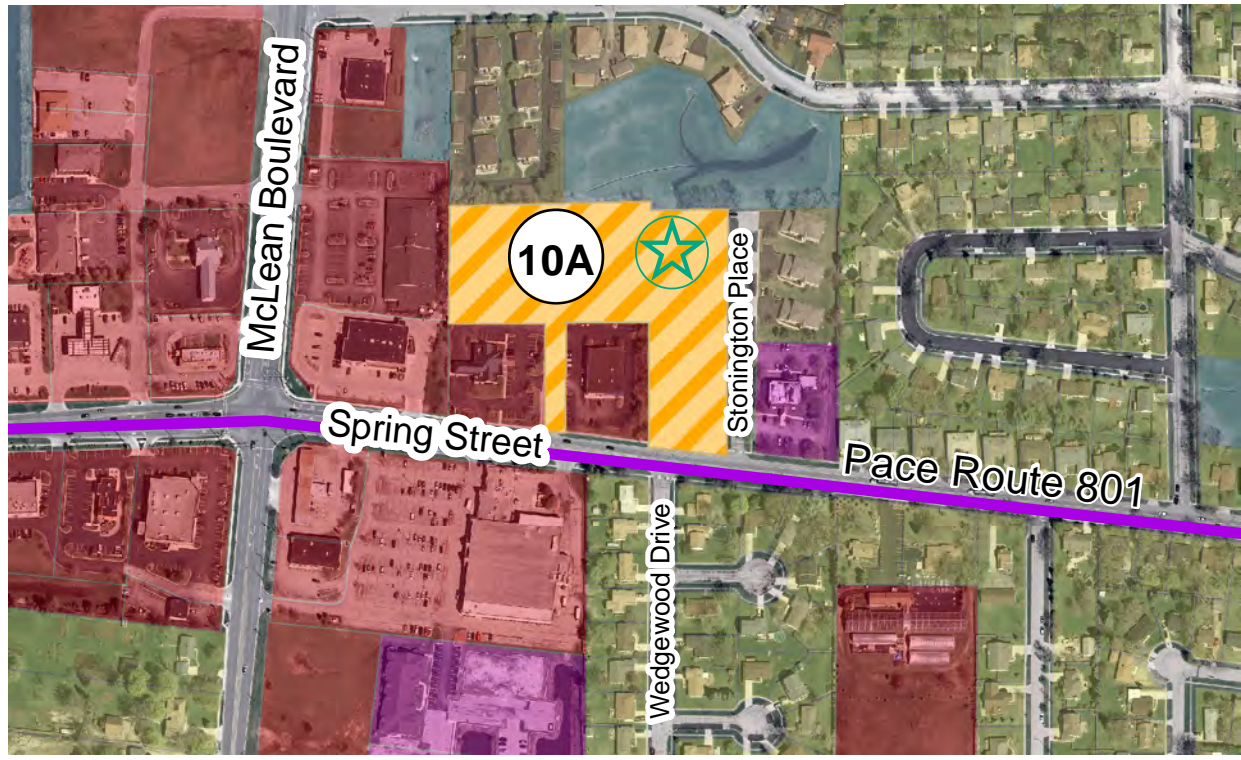 McLean Boulevard
10A
Stonington Place
Spring Street
Pace Route 801
Wedgewood Drive